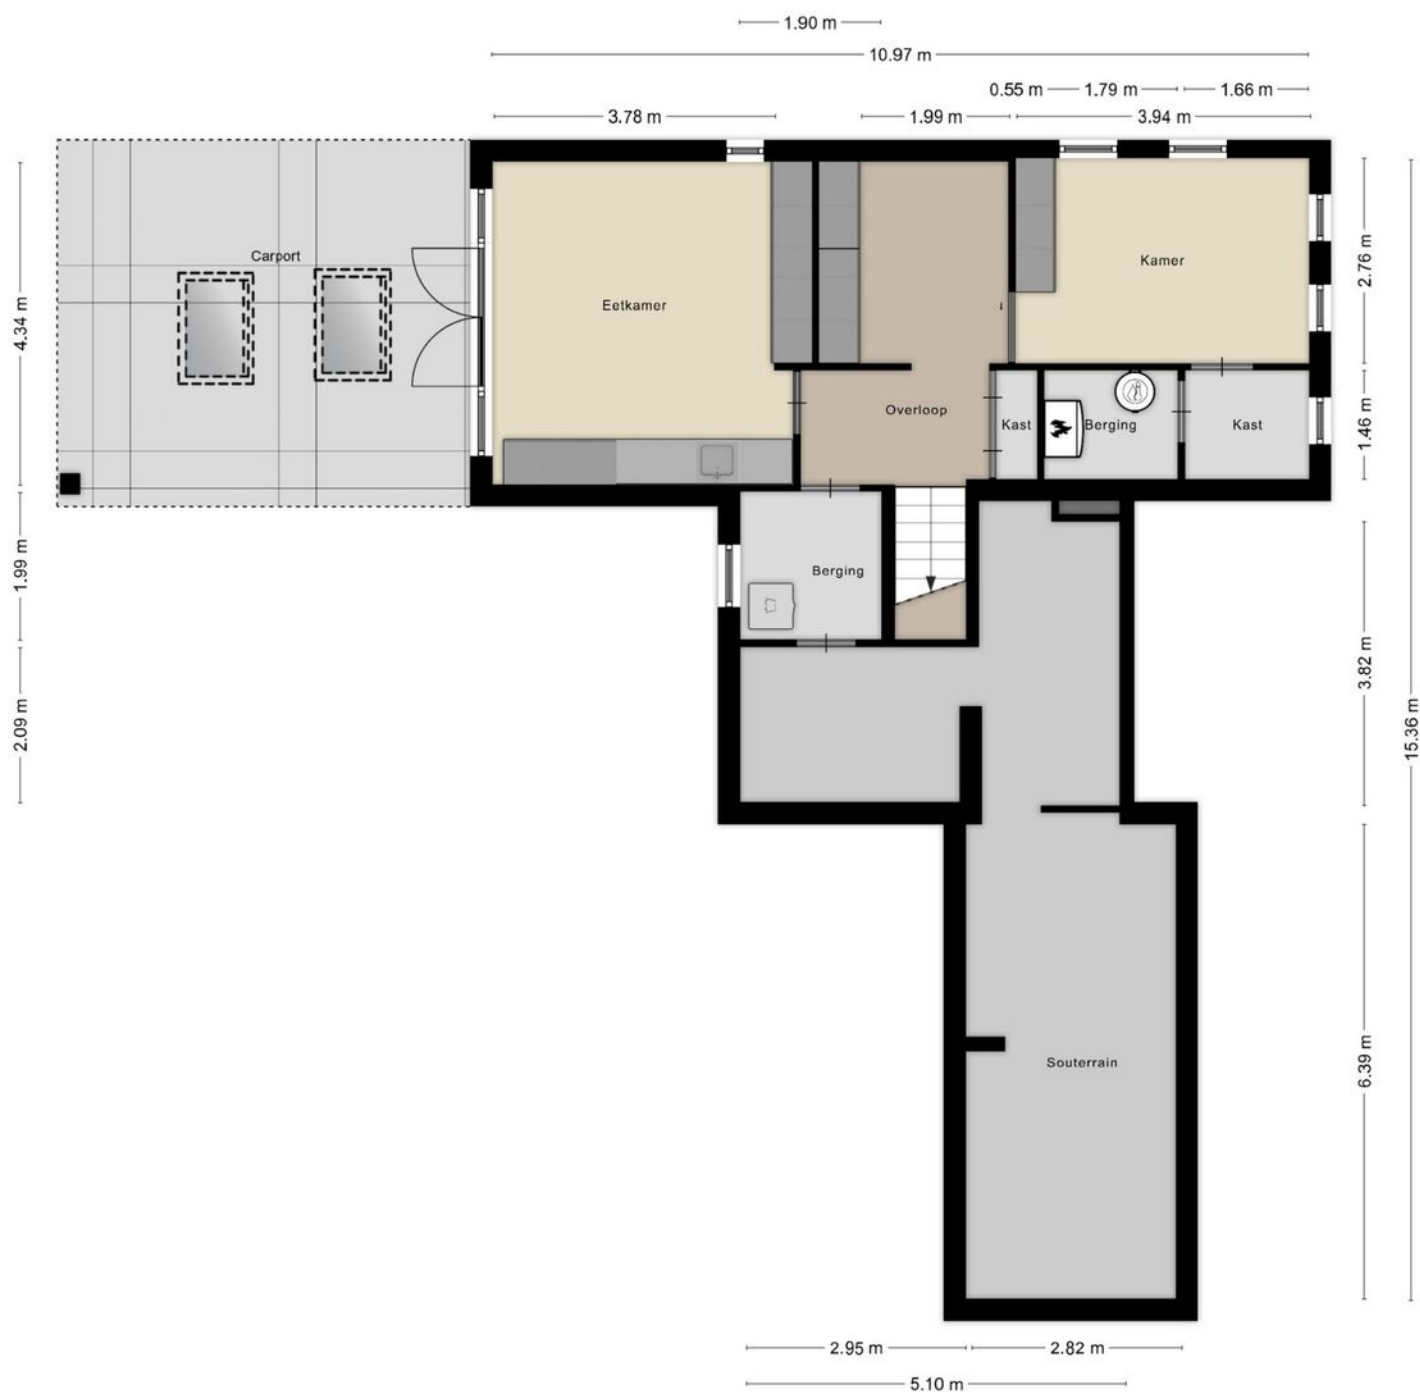 1.90 m
10.97 m
0.55 m 1.79 m 1.66 m
3.78 m 1.99 m 3.94 m
Carport
Eetkamer
Kamer
2.76 m
4.34 m
Overloop
Kast
Berging
Kast
1.46 m
1.99 m
Berging
3.82 m
2.09 m
15.36 m
6.39 m
Souterrain
2.95 m 2.82 m
5.10 m